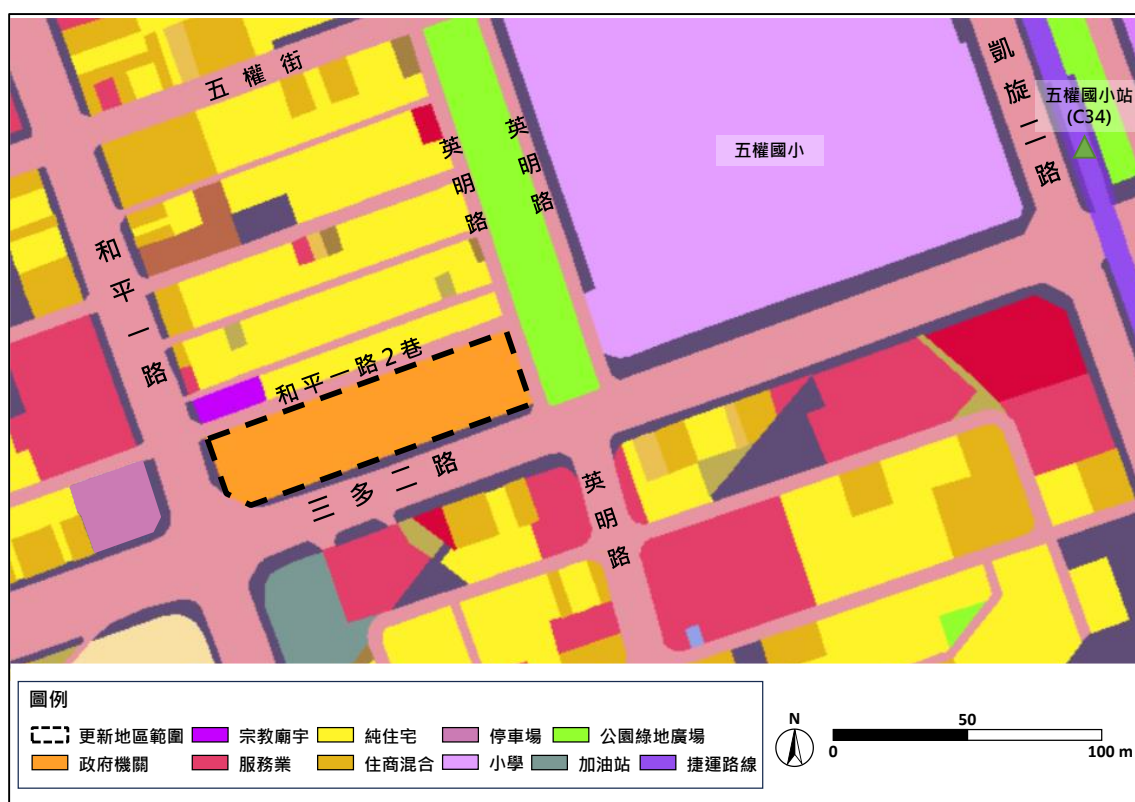 五權街
英明路
英明路
凱旋二路
五權國小站
(C34)
五權國小
和平一路
和平一路2巷
三多二路
英明路
圖例
更新地區範圍
宗教廟宇
純住宅
停車場
公園綠地廣場
政府機關
服務業
住商混合
小學
加油站
捷運路線
N
50
0
100 m